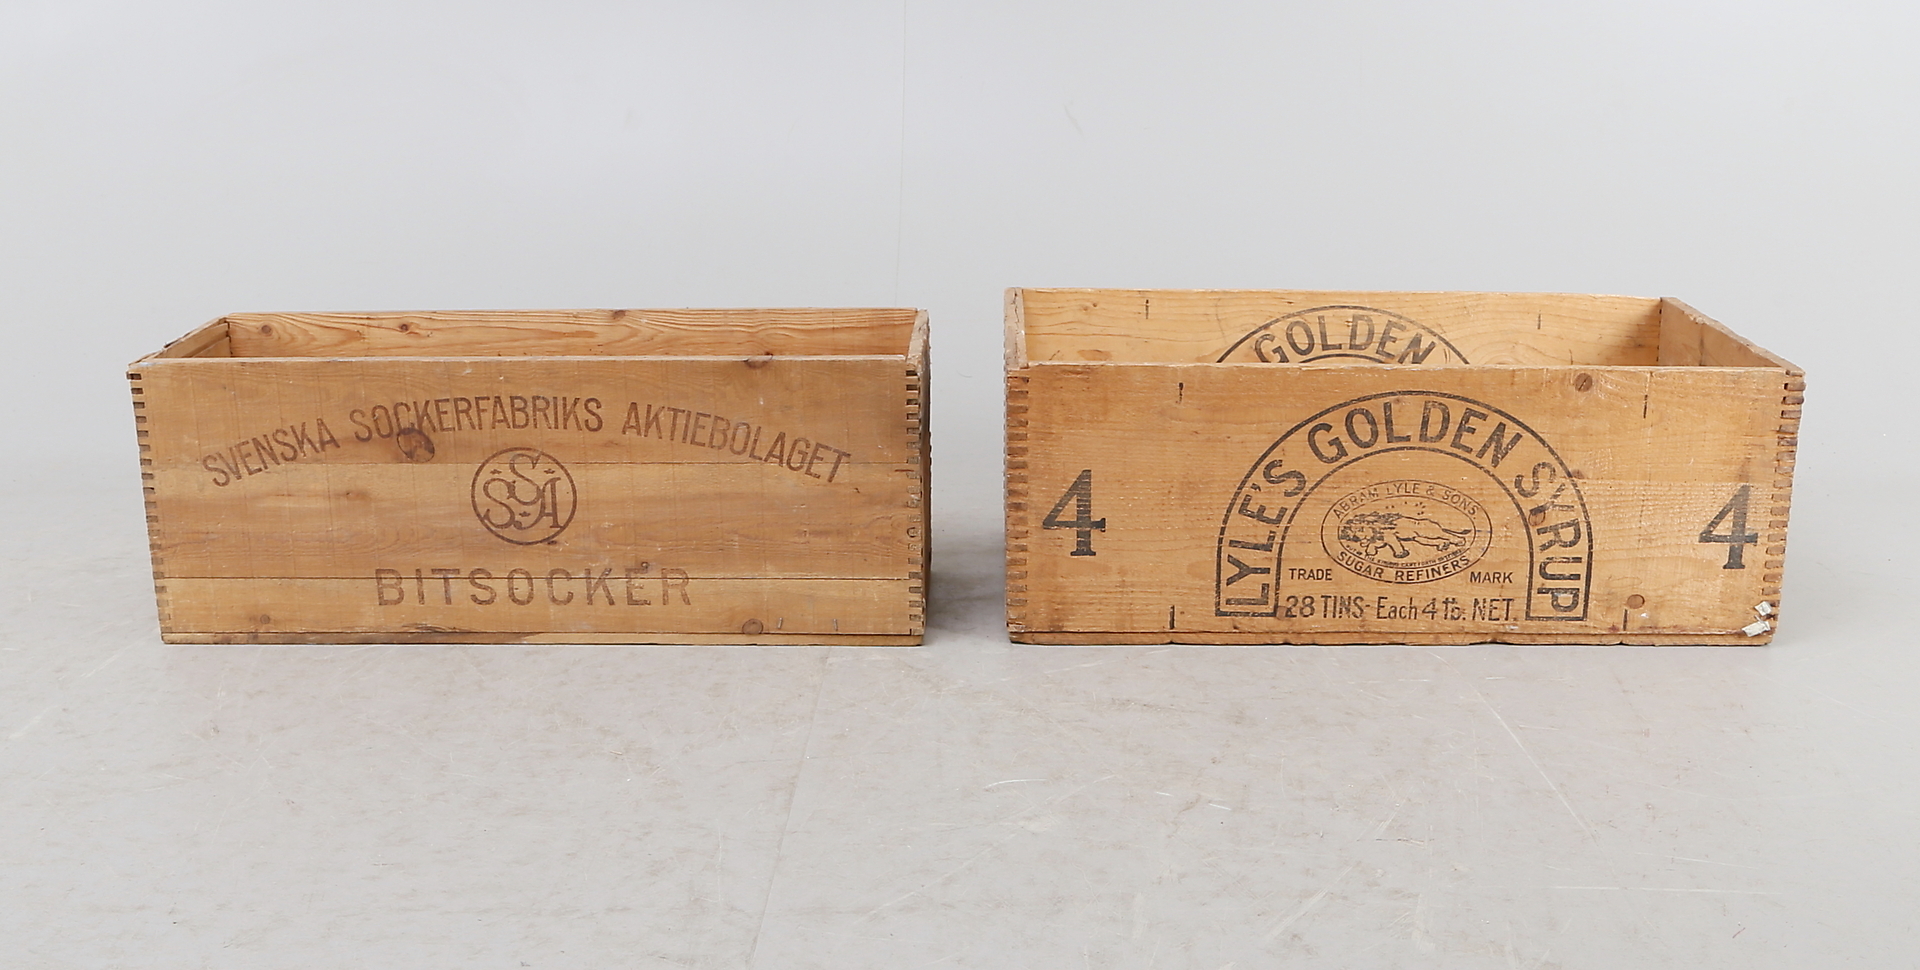 SVENSKA SOCKERFABRIKS AKTIEBOLAGET
SSA
BITSOCKER
GOLDEN
LYLE'S GOLDEN SYRUP
4
4
ABRAM LYLE & SONS
SUGAR REFINERS
TRADE MARK
28 TINS- Each 4 lb. NET.